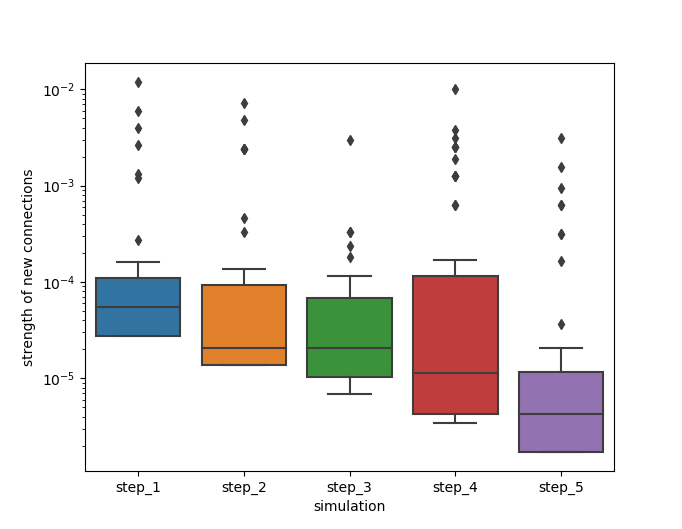 strength of new connections
10⁻²
10⁻³
10⁻⁴
10⁻⁵
step_1
step_2
step_3
step_4
step_5
simulation